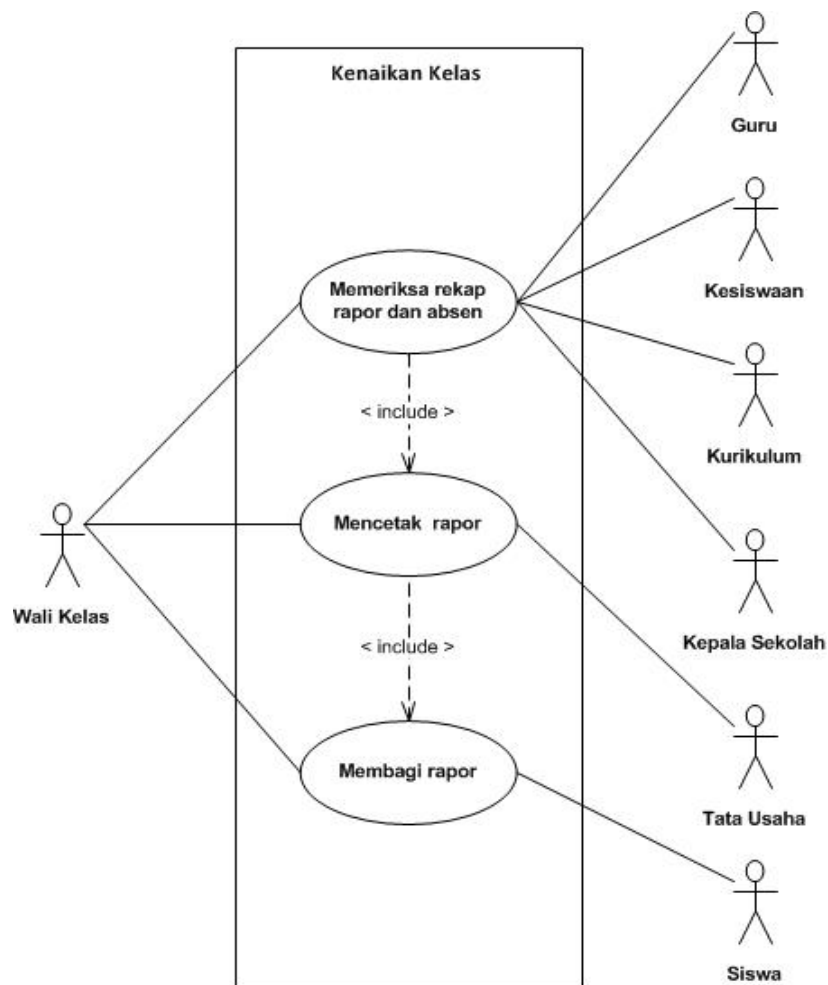 Kenaikan Kelas
Guru
Memeriksa rekap
rapor dan absen
Kesiswaan
< include >
Kurikulum
Mencetak rapor
Wali Kelas
< include >
Kepala Sekolah
Membagi rapor
Tata Usaha
Siswa